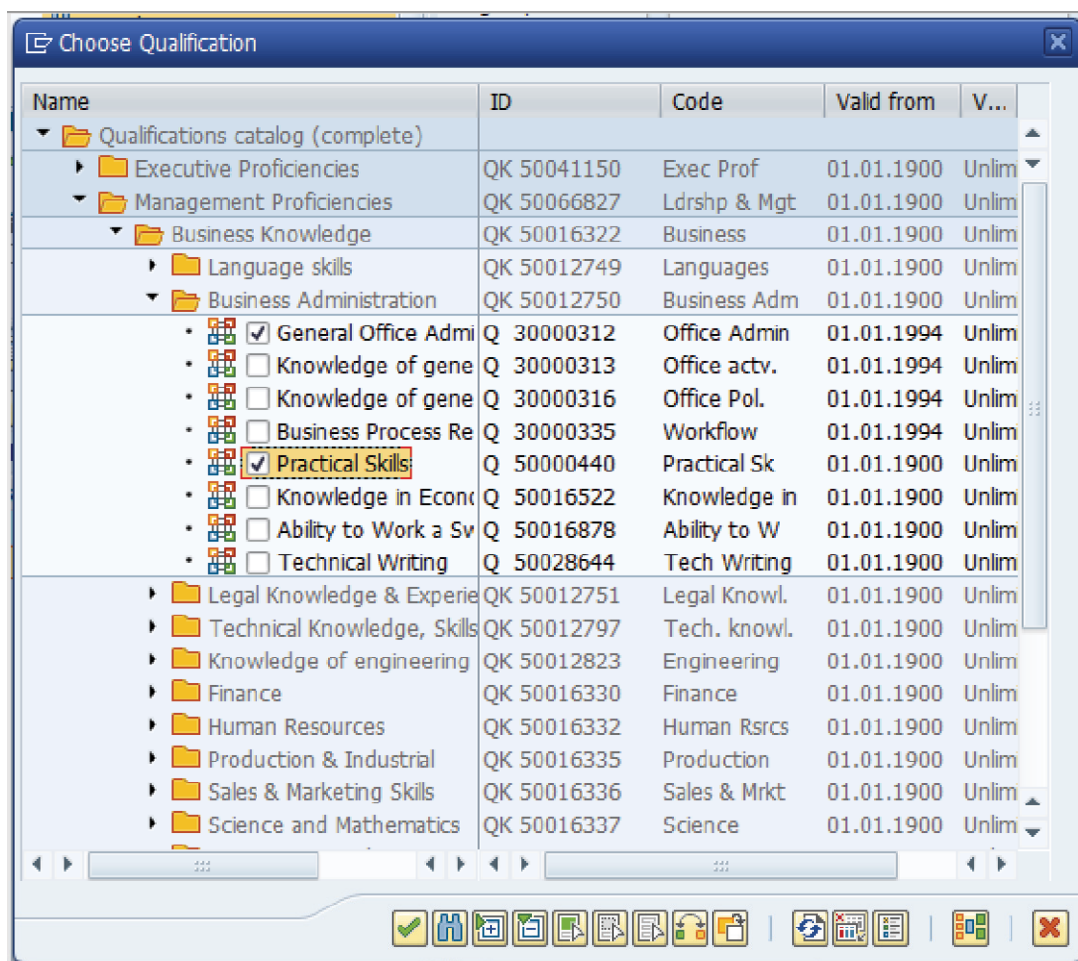 Choose Qualification
Name ID Code Valid from V...
Qualifications catalog (complete)
Executive Proficiencies QK 50041150 Exec Prof 01.01.1900 Unlim
Management Proficiencies QK 50066827 Ldrshp & Mgt 01.01.1900 Unlim
Business Knowledge QK 50016322 Business 01.01.1900 Unlim
Language skills QK 50012749 Languages 01.01.1900 Unlim
Business Administration QK 50012750 Business Adm 01.01.1900 Unlim
General Office Admi Q 30000312 Office Admin 01.01.1994 Unlim
Knowledge of gene Q 30000313 Office actv. 01.01.1994 Unlim
Knowledge of gene Q 30000316 Office Pol. 01.01.1994 Unlim
Business Process Re Q 30000335 Workflow 01.01.1994 Unlim
Practical Skills Q 50000440 Practical Sk 01.01.1900 Unlim
Knowledge in Econo Q 50016522 Knowledge in 01.01.1900 Unlim
Ability to Work a Sw Q 50016878 Ability to W 01.01.1900 Unlim
Technical Writing Q 50028644 Tech Writing 01.01.1900 Unlim
Legal Knowledge & Experie QK 50012751 Legal Knowl. 01.01.1900 Unlim
Technical Knowledge, Skills QK 50012797 Tech. knowl. 01.01.1900 Unlim
Knowledge of engineering QK 50012823 Engineering 01.01.1900 Unlim
Finance QK 50016330 Finance 01.01.1900 Unlim
Human Resources QK 50016332 Human Rsrcs 01.01.1900 Unlim
Production & Industrial QK 50016335 Production 01.01.1900 Unlim
Sales & Marketing Skills QK 50016336 Sales & Mrkt 01.01.1900 Unlim
Science and Mathematics QK 50016337 Science 01.01.1900 Unlim